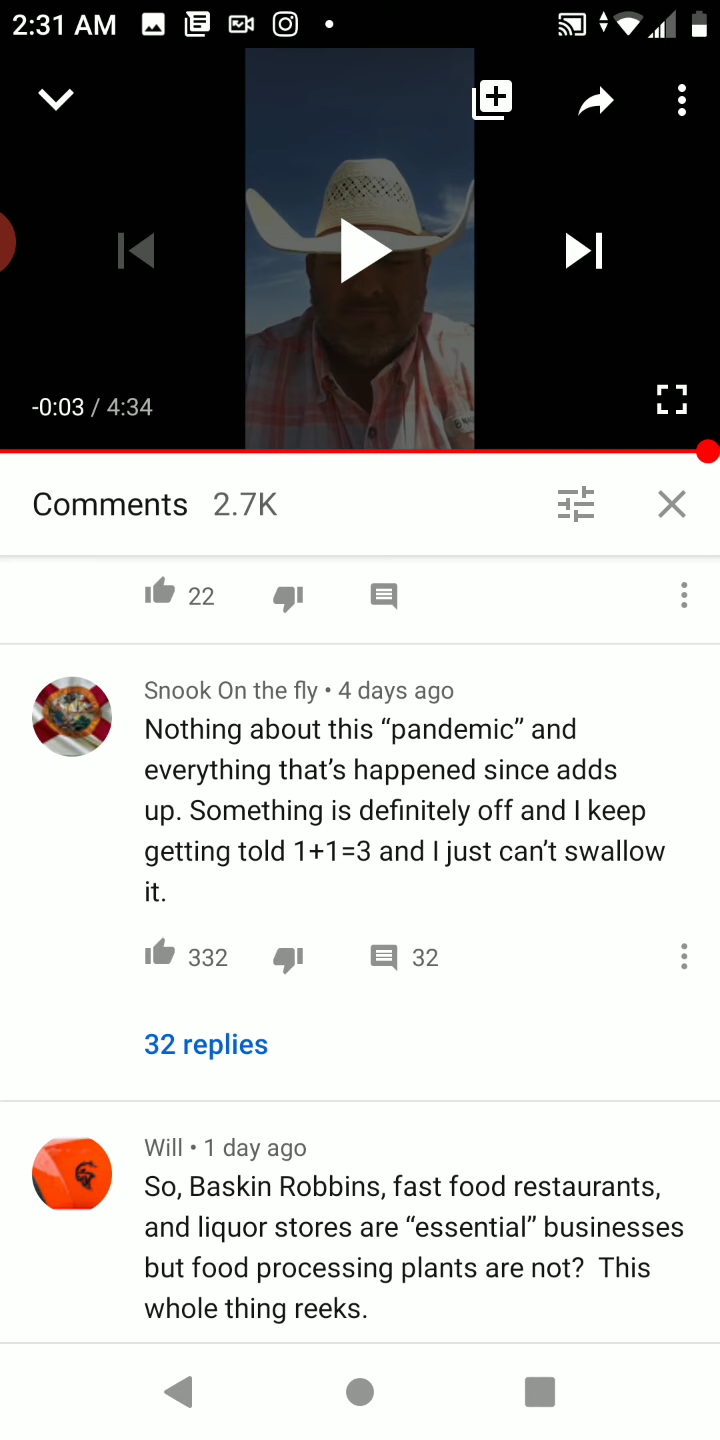 2:31 AM
-0:03 / 4:34
Comments 2.7K
22
Snook On the fly • 4 days ago
Nothing about this “pandemic” and
everything that’s happened since adds
up. Something is definitely off and I keep
getting told 1+1=3 and I just can’t swallow
it.
332 32
32 replies
Will • 1 day ago
So, Baskin Robbins, fast food restaurants,
and liquor stores are “essential” businesses
but food processing plants are not?  This
whole thing reeks.